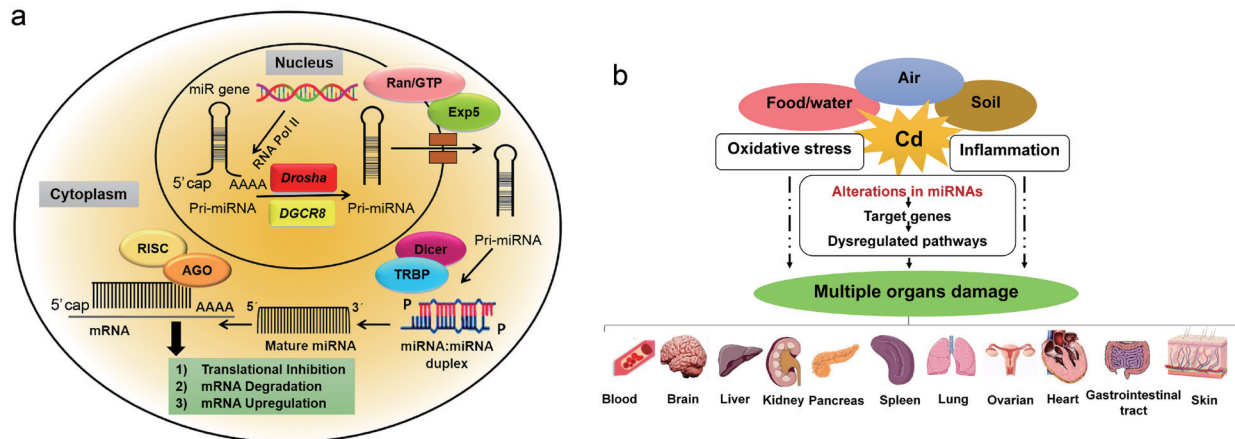 a
Nucleus
miR gene
Ran/GTP
Exp5
RNA Pol II
5' cap
AAAA
Drosha
Pri-miRNA
DGCR8
Pri-miRNA
Cytoplasm
Pri-miRNA
RISC
AGO
Dicer
TRBP
5' cap
AAAA
mRNA
5´
3´
Mature miRNA
P
P
miRNA:miRNA
duplex
1) Translational Inhibition
2) mRNA Degradation
3) mRNA Upregulation
b
Air
Food/water
Soil
Cd
Oxidative stress
Inflammation
Alterations in miRNAs
Target genes
Dysregulated pathways
Multiple organs damage
Blood
Brain
Liver
Kidney
Pancreas
Spleen
Lung
Ovarian
Heart
Gastrointestinal
tract
Skin